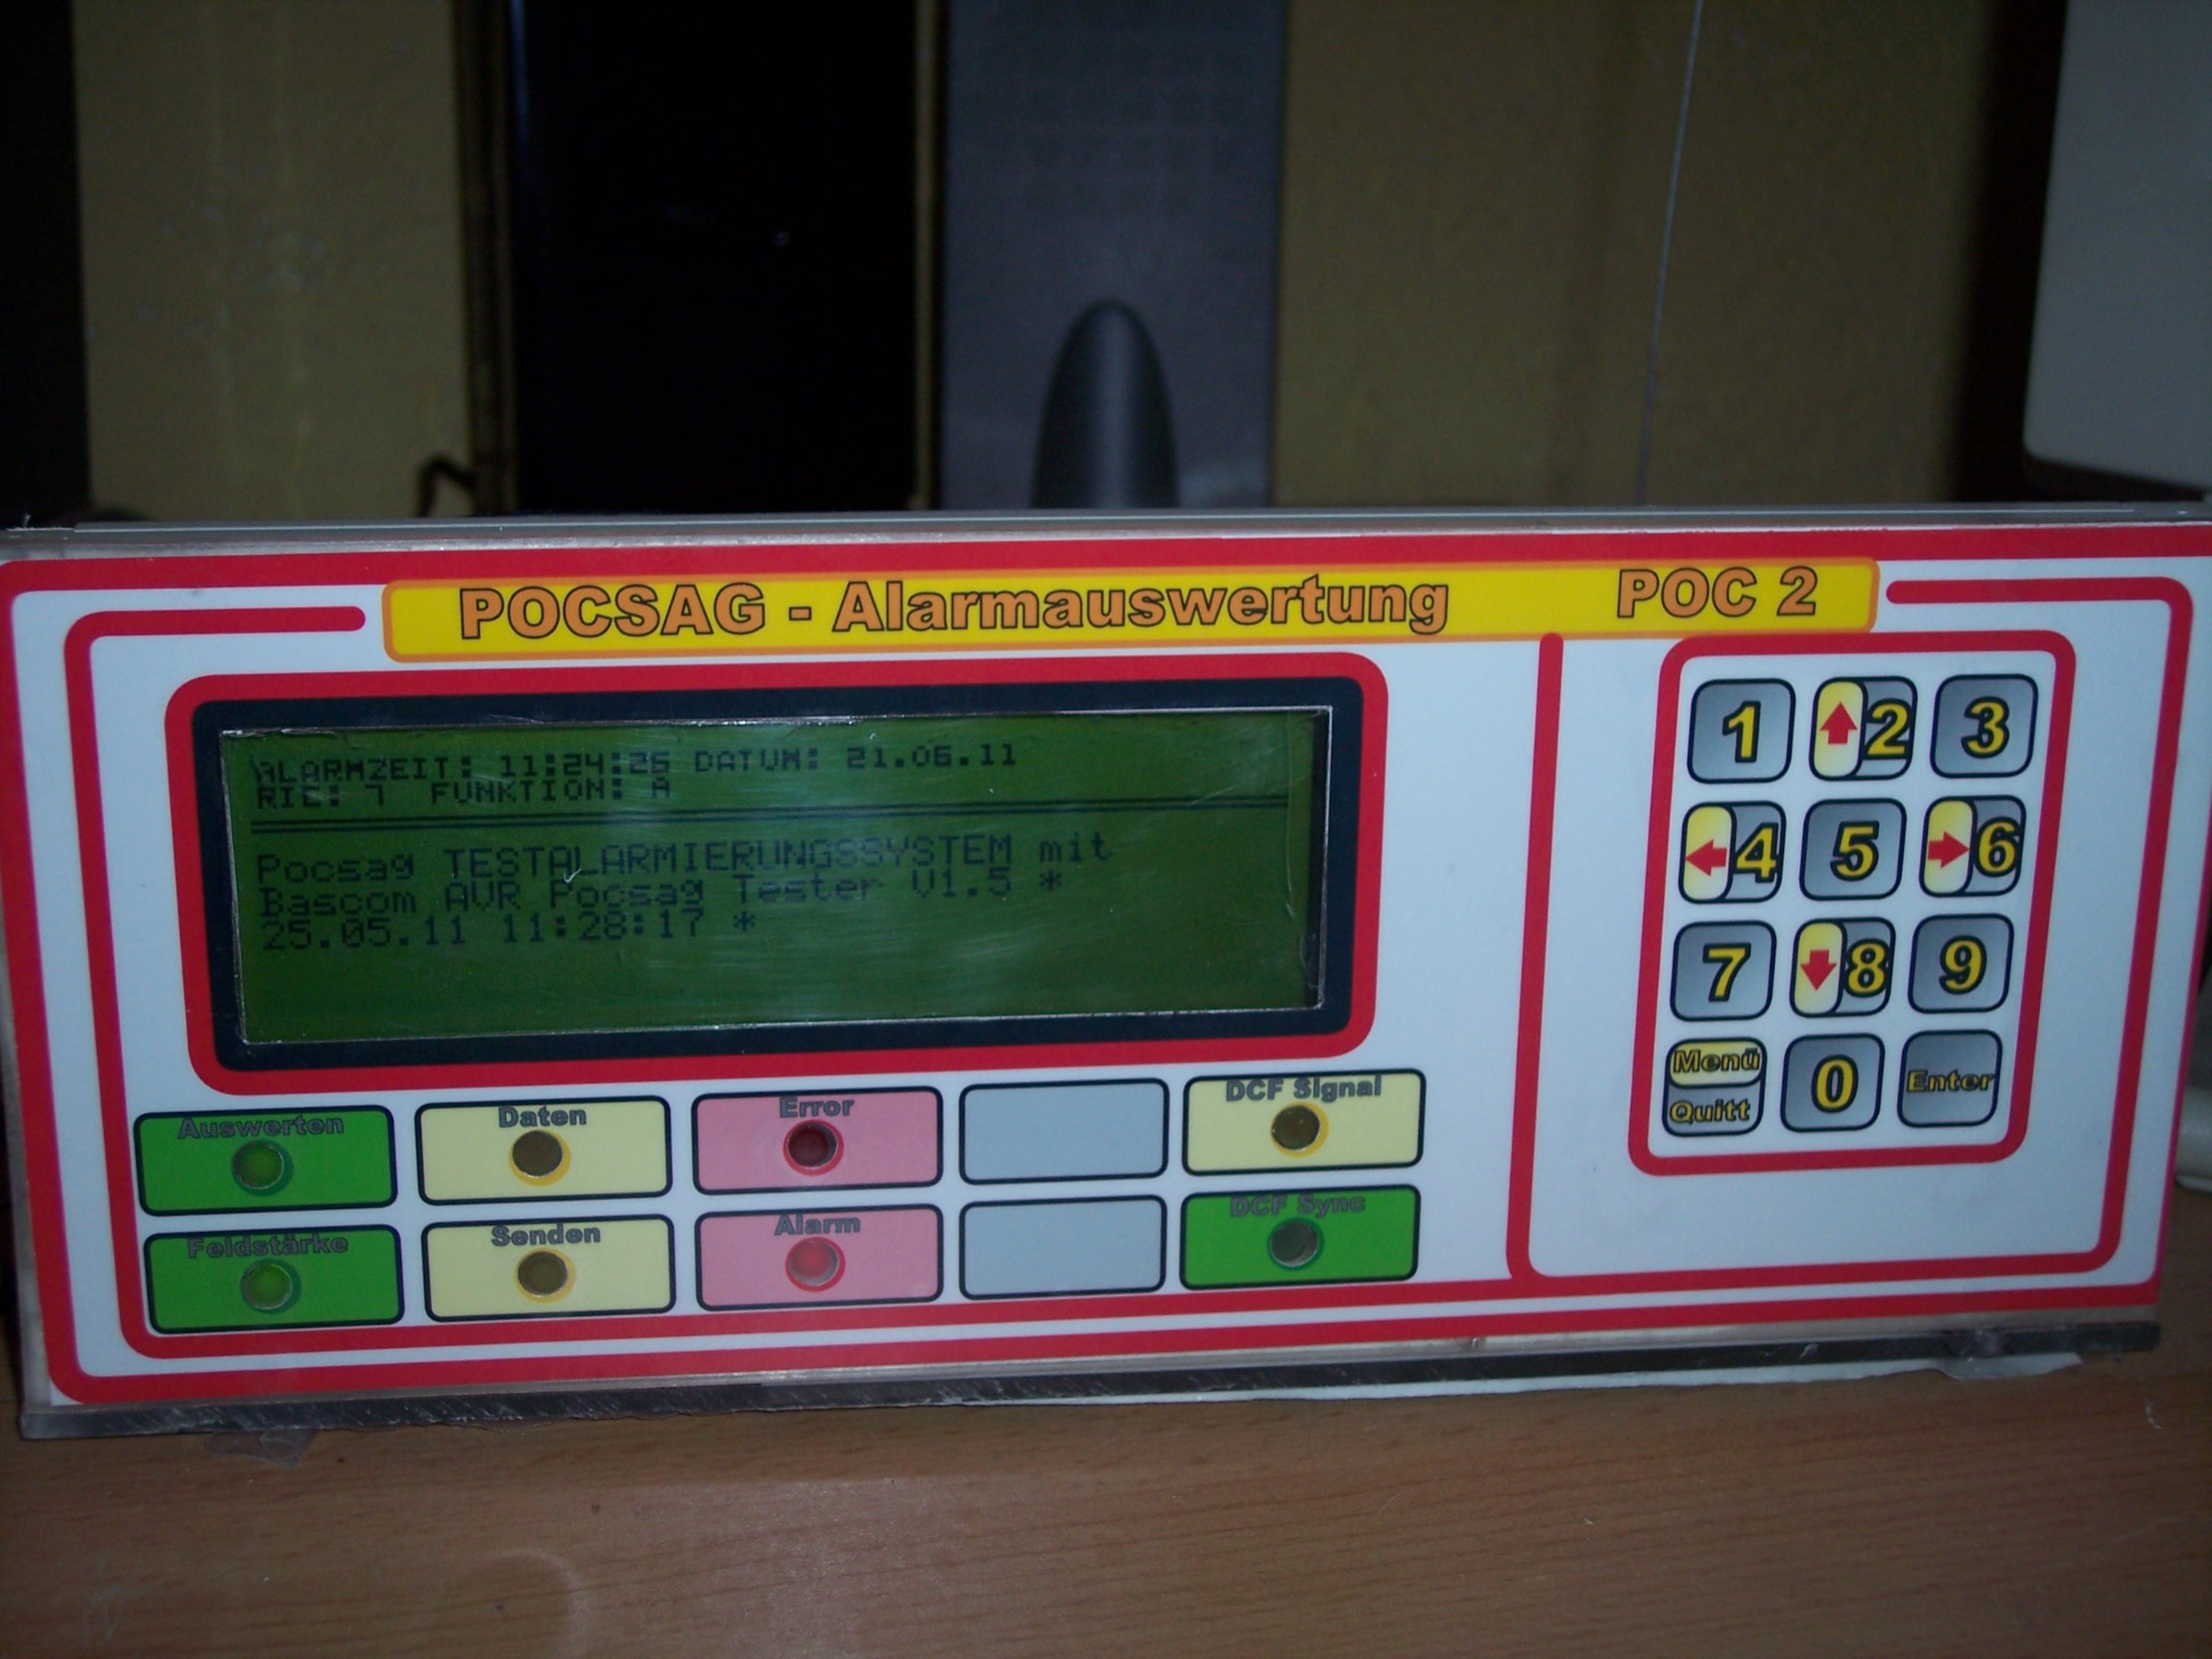 POCSAG - Alarmauswertung POC 2
ALARMZEIT: 11:24:26 DATUM: 21.06.11
RIC: 7 FUNKTION: A
Pocsag TESTALARMIERUNGSSYSTEM mit
Bascom AVR Pocsag Tester V1.5 *
25.05.11 11:28:17 *
1 2 3
4 5 6
7 8 9
Menü
Quitt
0 Enter
Auswerten Daten Error DCF Signal
Feldstärke Senden Alarm DCF Sync